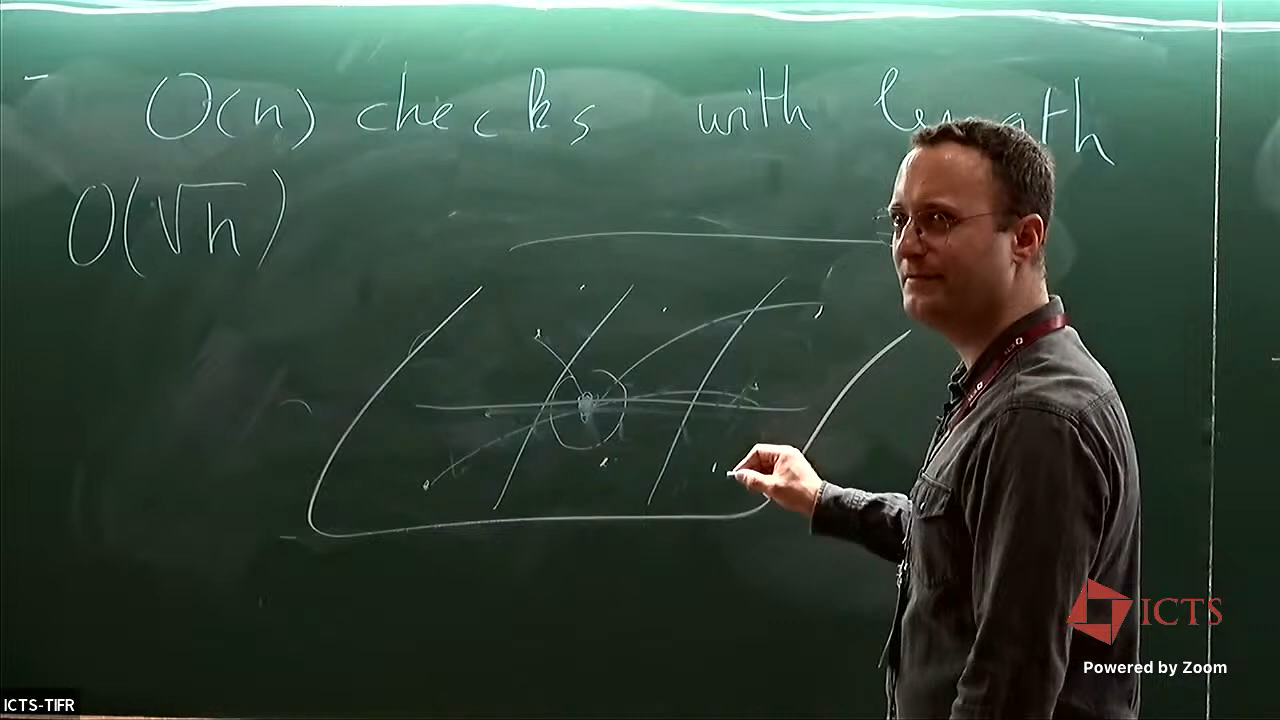 - O(n) checks with length
O(√n)
ICTS
Powered by Zoom
ICTS-TIFR